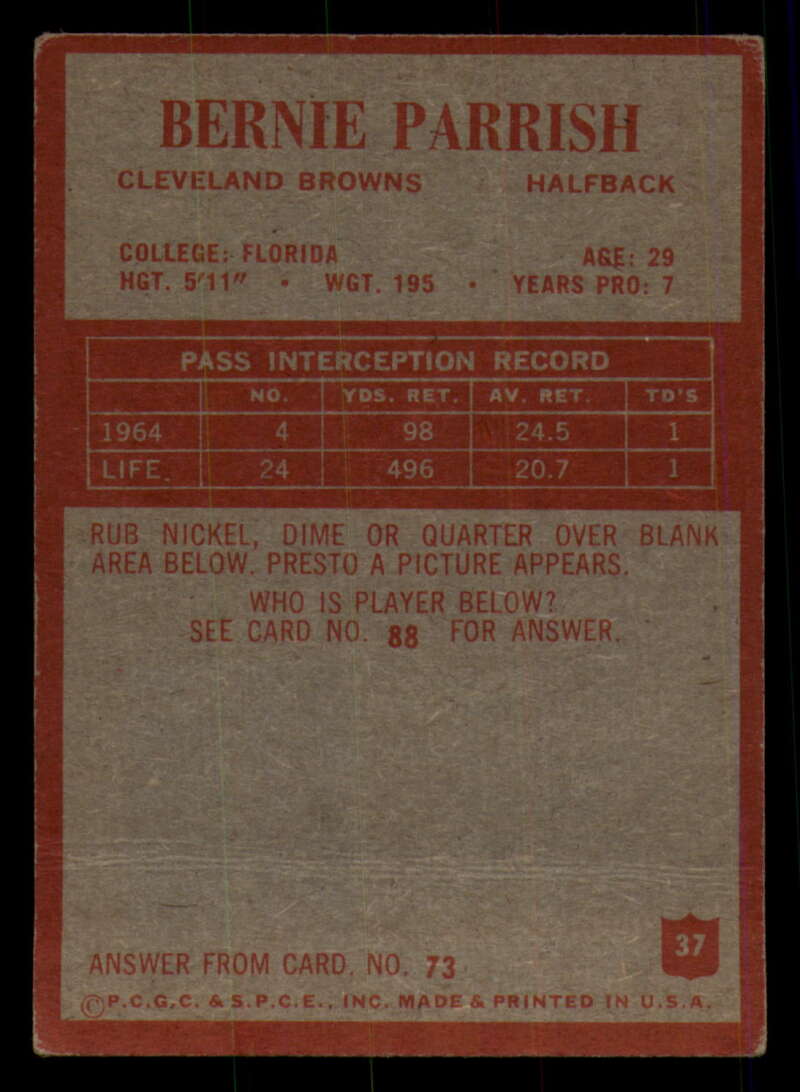 BERNIE PARRISH
CLEVELAND BROWNS HALFBACK
COLLEGE: FLORIDA AGE: 29
HGT. 5'11" • WGT. 195 • YEARS PRO: 7
PASS INTERCEPTION RECORD
NO. YDS. RET. AV. RET. TD'S
1964 4 98 24.5 1
LIFE 24 496 20.7 1
RUB NICKEL, DIME OR QUARTER OVER BLANK
AREA BELOW. PRESTO A PICTURE APPEARS.
WHO IS PLAYER BELOW?
SEE CARD NO. 88 FOR ANSWER.
37
ANSWER FROM CARD. NO. 73
©P.C.G.C. & S.P.C.E., INC. MADE & PRINTED IN U.S.A.